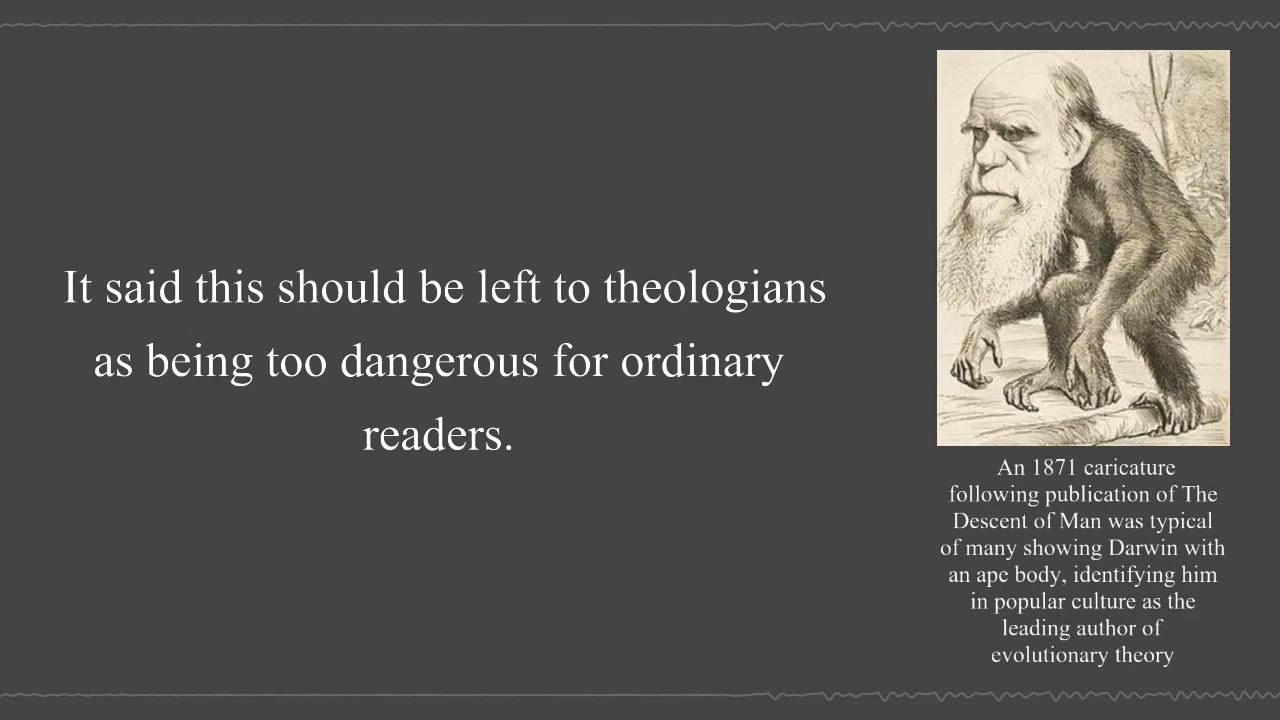 It said this should be left to theologians
as being too dangerous for ordinary
readers.
An 1871 caricature
following publication of The
Descent of Man was typical
of many showing Darwin with
an ape body, identifying him
in popular culture as the
leading author of
evolutionary theory